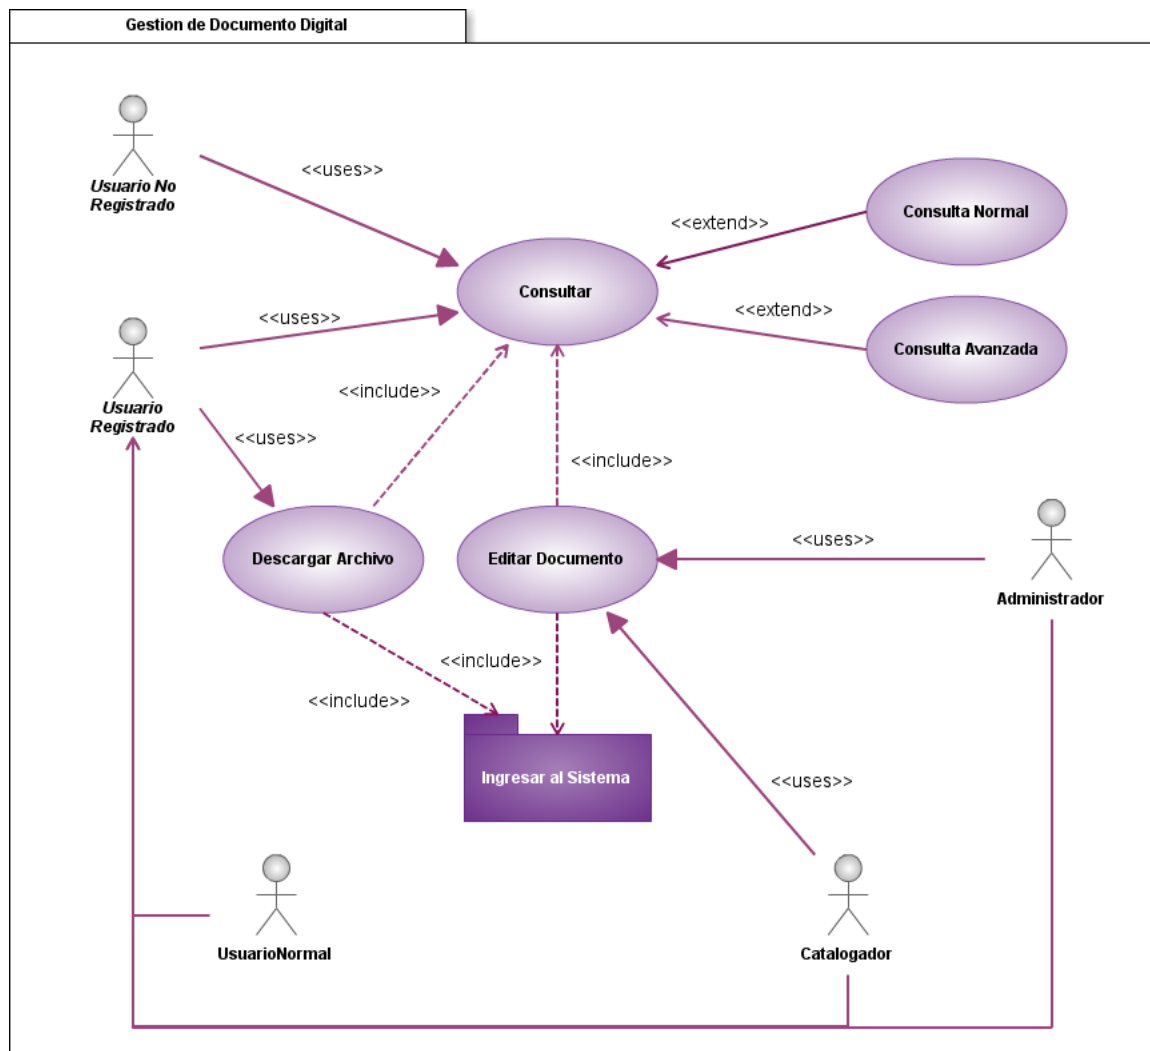 Gestion de Documento Digital
Usuario No
Registrado
<<uses>>
Consulta Normal
<<extend>>
Consultar
<<uses>>
<<extend>>
Consulta Avanzada
Usuario
Registrado
<<include>>
<<uses>>
<<include>>
Descargar Archivo
Editar Documento
<<uses>>
Administrador
<<include>>
<<include>>
Ingresar al Sistema
<<uses>>
UsuarioNormal
Catalogador